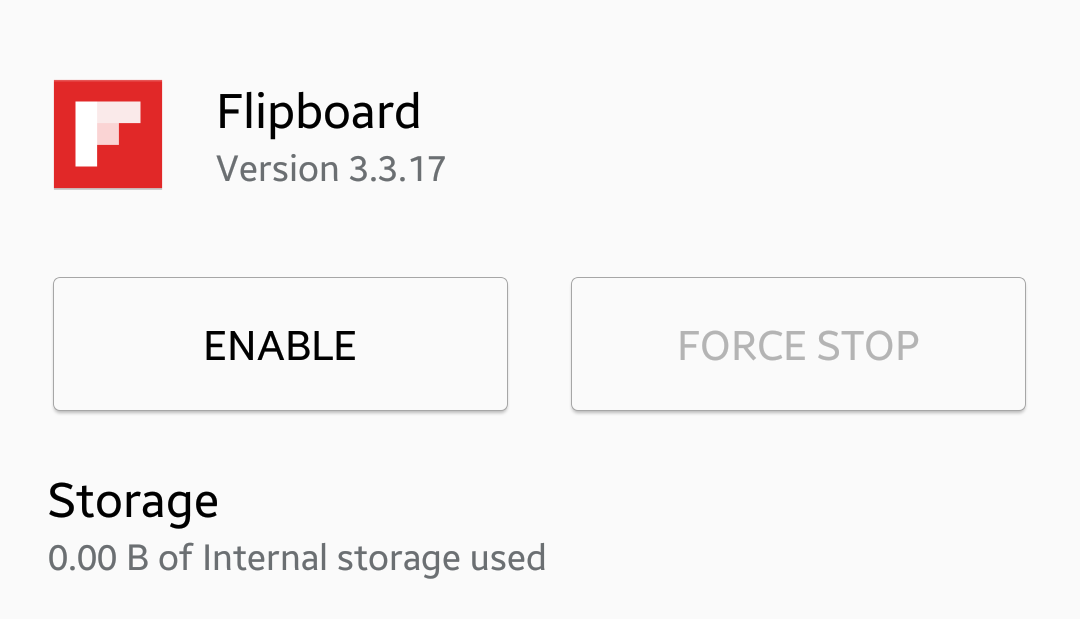 Flipboard
Version 3.3.17
ENABLE
FORCE STOP
Storage
0.00 B of Internal storage used